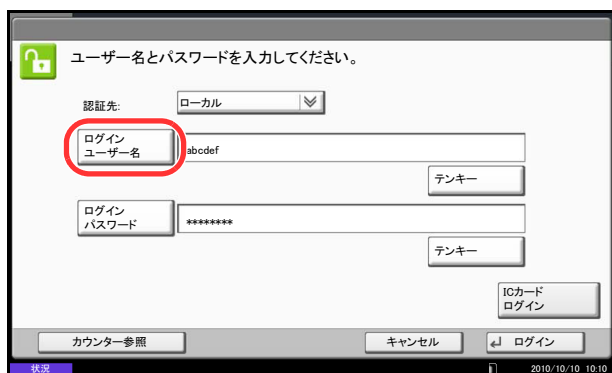 ユーザー名とパスワードを入力してください。
認証先:
ローカル
ログイン
ユーザー名
abcdef
テンキー
ログイン
パスワード
********
テンキー
ICカード
ログイン
カウンター参照
キャンセル
ログイン
状況
2010/10/10 10:10